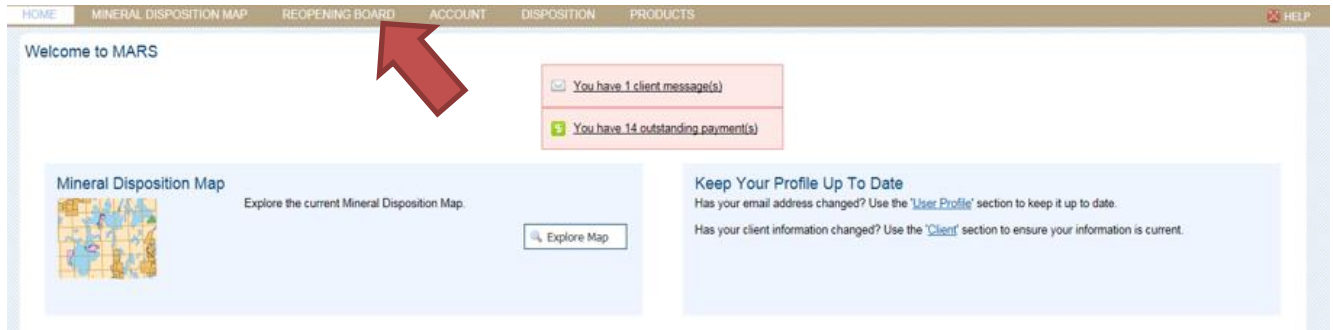 HOME MINERAL DISPOSITION MAP REOPENING BOARD ACCOUNT DISPOSITION PRODUCTS HELP
Welcome to MARS
You have 1 client message(s)
You have 14 outstanding payment(s)
Mineral Disposition Map
Explore the current Mineral Disposition Map.
Explore Map
Keep Your Profile Up To Date
Has your email address changed? Use the 'User Profile' section to keep it up to date.
Has your client information changed? Use the 'Client' section to ensure your information is current.